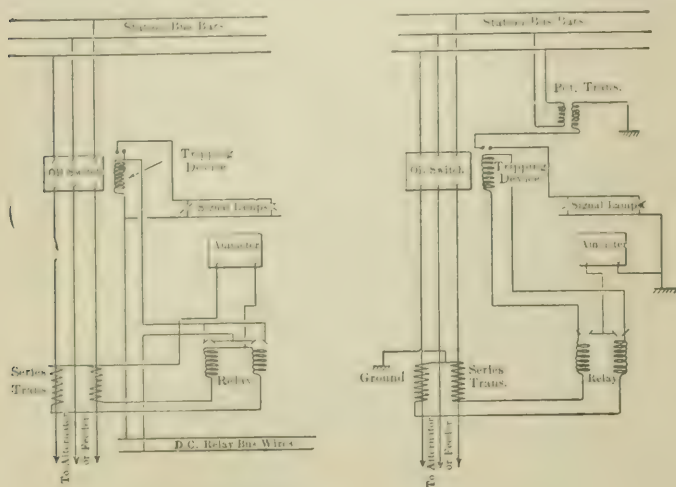 Station Bus Bars
Oil Switch
Tripping
Device
Signal Lamps
Ammeter
Series
Trans.
Relay
D.C. Relay Bus Wires
To Alternator
or Feeder
Station Bus Bars
Pot. Trans.
Oil Switch
Tripping
Device
Signal Lamps
Ammeter
Ground
Series
Trans.
Relay
To Alternator
or Feeder